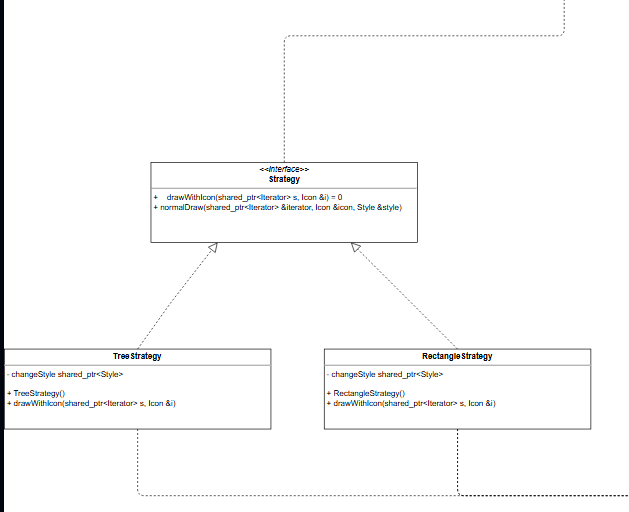 <<interface>>
Strategy
+ drawWithIcon(shared_ptr<Iterator> s, Icon &i) = 0
+ normalDraw(shared_ptr<Iterator> &iterator, Icon &icon, Style &style)
TreeStrategy
- changeStyle shared_ptr<Style>
+ TreeStrategy()
+ drawWithIcon(shared_ptr<Iterator> s, Icon &i)
RectangleStrategy
- changeStyle shared_ptr<Style>
+ RectangleStrategy()
+ drawWithIcon(shared_ptr<Iterator> s, Icon &i)